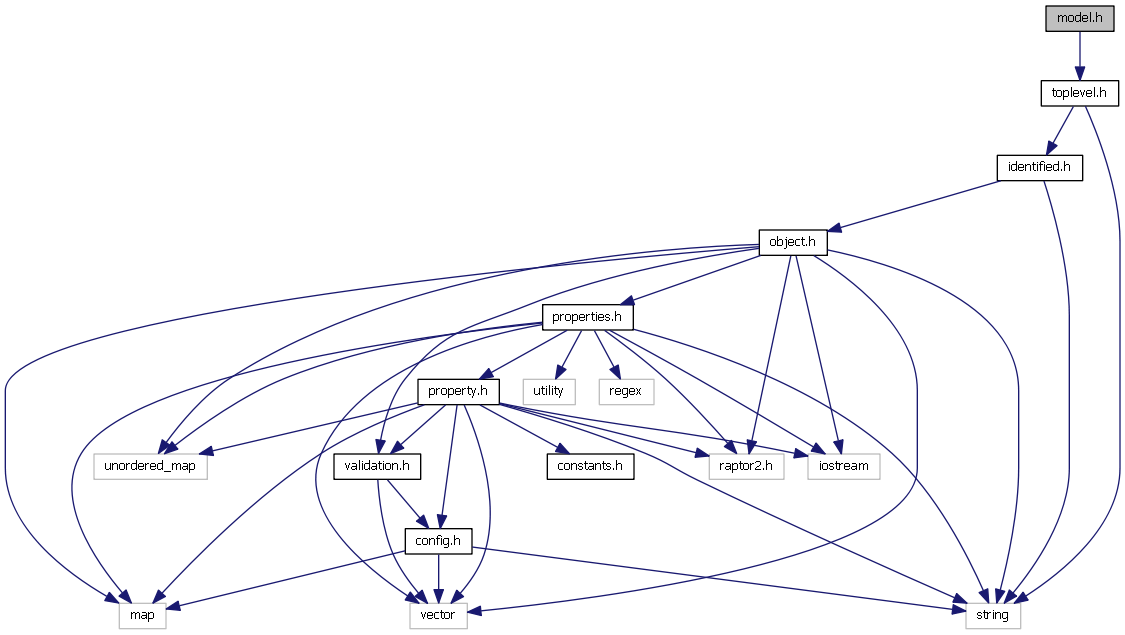 model.h
toplevel.h
identified.h
object.h
properties.h
property.h
utility
regex
unordered_map
validation.h
constants.h
raptor2.h
iostream
config.h
map
vector
string